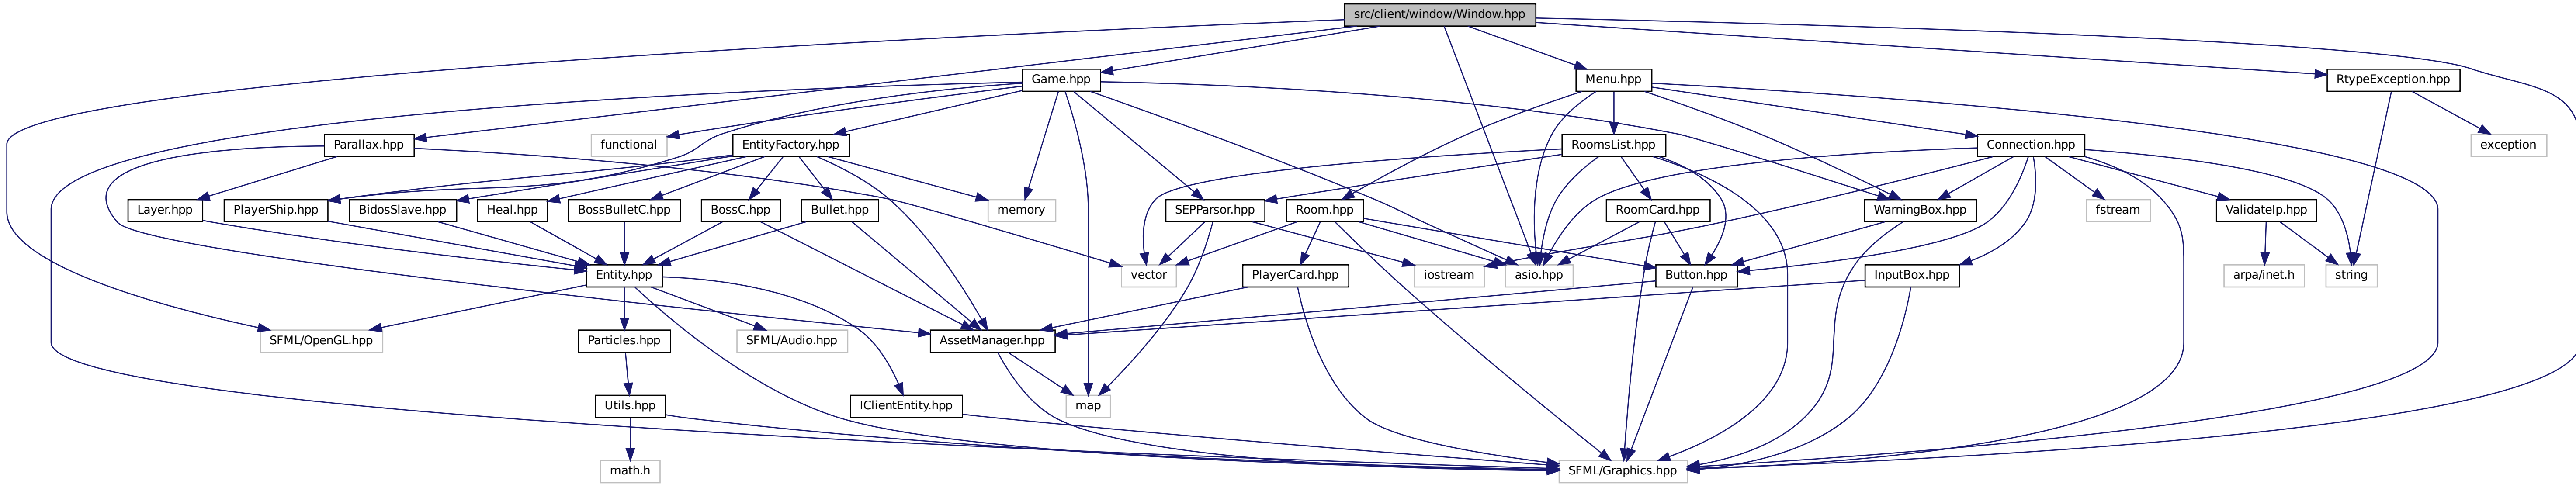 src/client/window/Window.hpp
Game.hpp
Menu.hpp
RtypeException.hpp
Parallax.hpp
functional
EntityFactory.hpp
RoomsList.hpp
Connection.hpp
exception
Layer.hpp
PlayerShip.hpp
BidosSlave.hpp
Heal.hpp
BossBulletC.hpp
BossC.hpp
Bullet.hpp
memory
SEPParsor.hpp
Room.hpp
RoomCard.hpp
WarningBox.hpp
fstream
ValidateIp.hpp
Entity.hpp
vector
PlayerCard.hpp
iostream
asio.hpp
Button.hpp
InputBox.hpp
arpa/inet.h
string
SFML/OpenGL.hpp
Particles.hpp
SFML/Audio.hpp
AssetManager.hpp
Utils.hpp
IClientEntity.hpp
map
math.h
SFML/Graphics.hpp